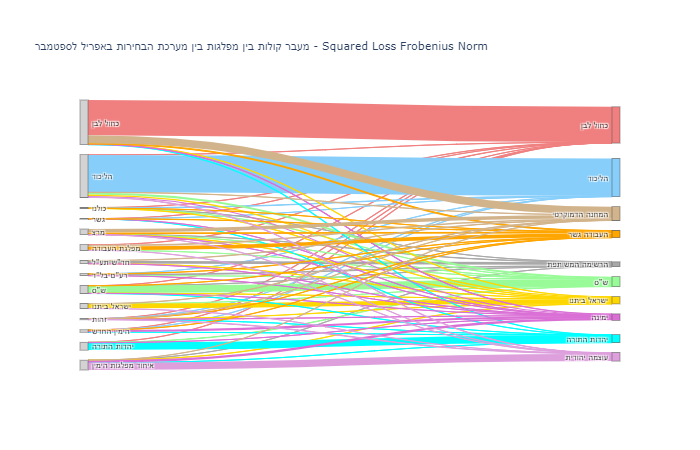 מעבר קולות בין מפלגות בין מערכת הבחירות באפריל לספטמבר - Squared Loss Frobenius Norm
כחול לבן
הליכוד
כולנו
גשר
מרצ
מפלגת העבודה
חד"ש תע"ל
רע"ם בל"ד
ש"ס
ישראל ביתנו
זהות
הימין החדש
יהדות התורה
איחוד מפלגות הימין
כחול לבן
הליכוד
המחנה הדמוקרטי
העבודה גשר
הרשימה המשותפת
ש"ס
ישראל ביתנו
ימינה
יהדות התורה
עוצמה יהודית